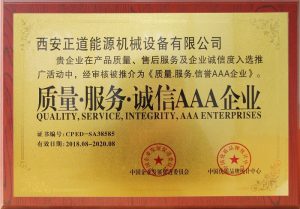 西安正道能源机械设备有限公司
贵企业在产品质量、售后服务及企业诚信度入选推
广活动中，经审核被推介为《质量.服务.信誉AAA企业》。
质量·服务·诚信AAA企业
QUALITY, SERVICE, INTEGRITY, AAA ENTERPRISES
证书编号：CPED-SA38585
有效日期：2018.08-2020.08